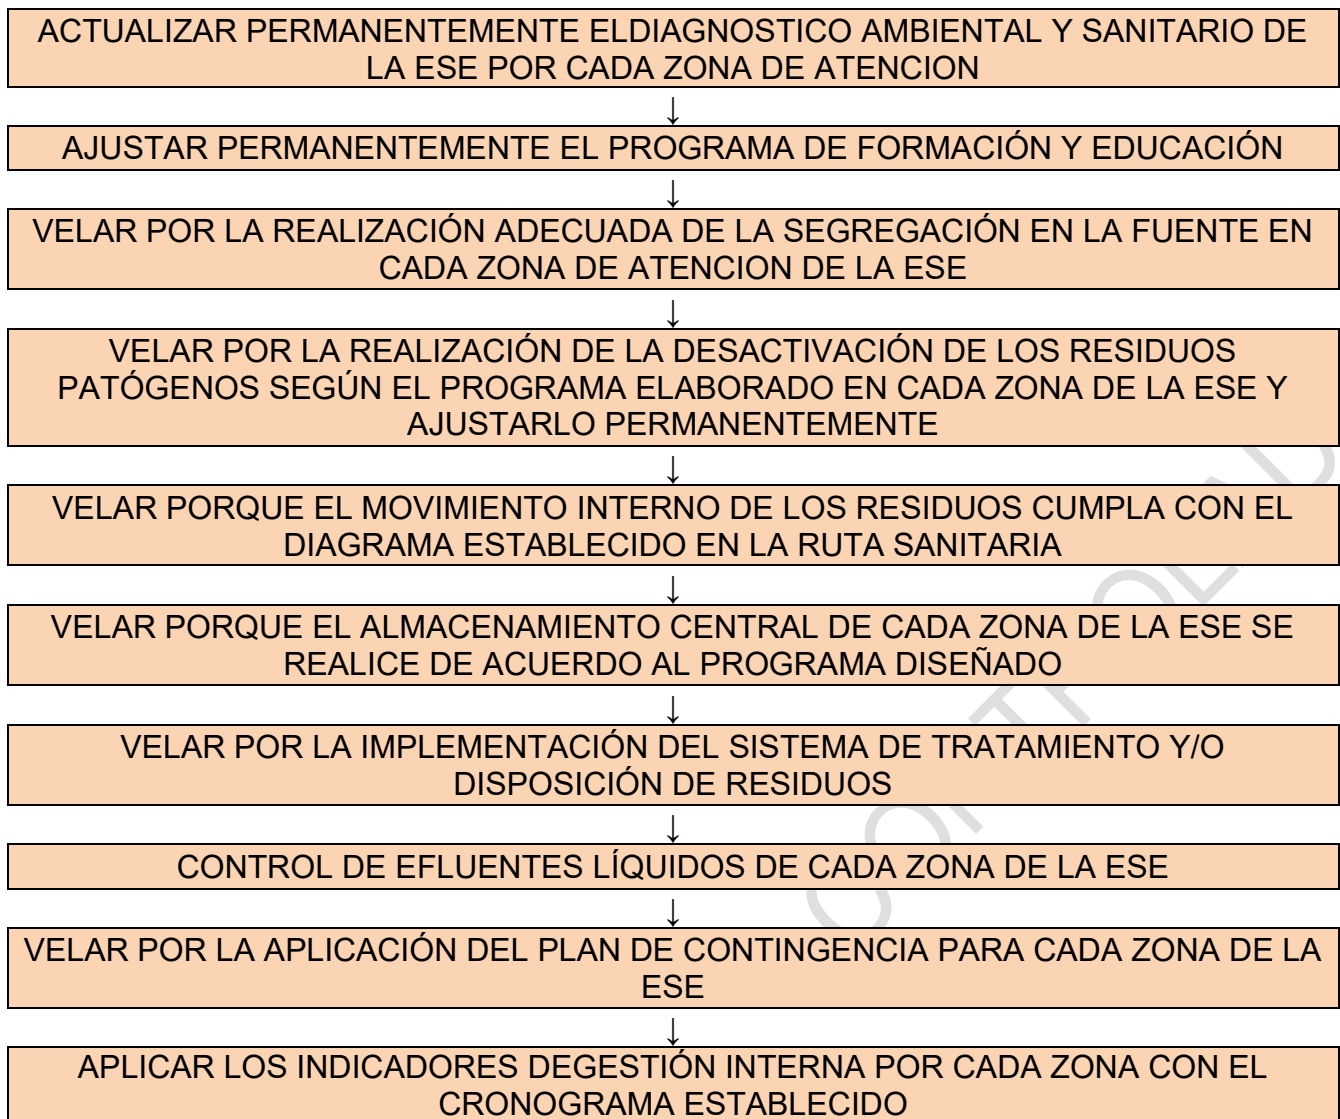 ACTUALIZAR PERMANENTEMENTE ELDIAGNOSTICO AMBIENTAL Y SANITARIO DE
LA ESE POR CADA ZONA DE ATENCION
↓
AJUSTAR PERMANENTEMENTE EL PROGRAMA DE FORMACIÓN Y EDUCACIÓN
↓
VELAR POR LA REALIZACIÓN ADECUADA DE LA SEGREGACIÓN EN LA FUENTE EN
CADA ZONA DE ATENCION DE LA ESE
↓
VELAR POR LA REALIZACIÓN DE LA DESACTIVACIÓN DE LOS RESIDUOS
PATÓGENOS SEGÚN EL PROGRAMA ELABORADO EN CADA ZONA DE LA ESE Y
AJUSTARLO PERMANENTEMENTE
↓
VELAR PORQUE EL MOVIMIENTO INTERNO DE LOS RESIDUOS CUMPLA CON EL
DIAGRAMA ESTABLECIDO EN LA RUTA SANITARIA
↓
VELAR PORQUE EL ALMACENAMIENTO CENTRAL DE CADA ZONA DE LA ESE SE
REALICE DE ACUERDO AL PROGRAMA DISEÑADO
↓
VELAR POR LA IMPLEMENTACIÓN DEL SISTEMA DE TRATAMIENTO Y/O
DISPOSICIÓN DE RESIDUOS
↓
CONTROL DE EFLUENTES LÍQUIDOS DE CADA ZONA DE LA ESE
↓
VELAR POR LA APLICACIÓN DEL PLAN DE CONTINGENCIA PARA CADA ZONA DE LA
ESE
↓
APLICAR LOS INDICADORES DEGESTIÓN INTERNA POR CADA ZONA CON EL
CRONOGRAMA ESTABLECIDO